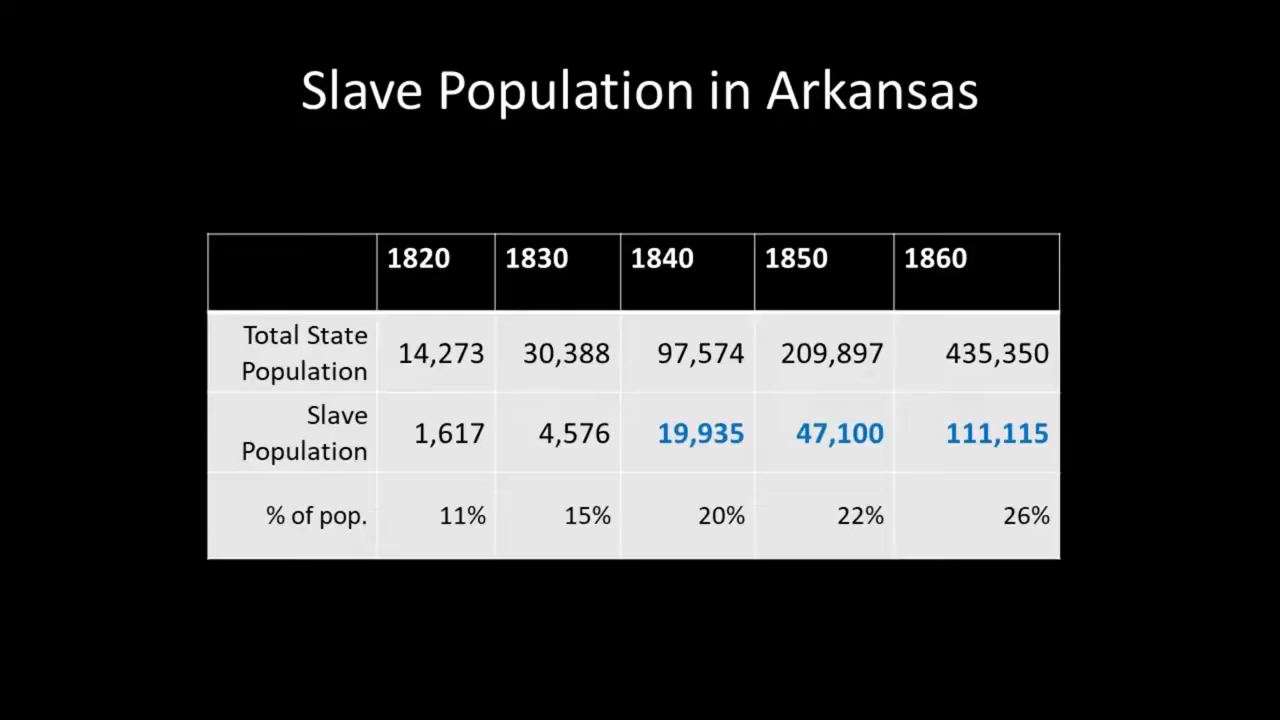 Slave Population in Arkansas
1820 1830 1840 1850 1860
Total State
Population 14,273 30,388 97,574 209,897 435,350
Slave
Population 1,617 4,576 19,935 47,100 111,115
% of pop. 11% 15% 20% 22% 26%